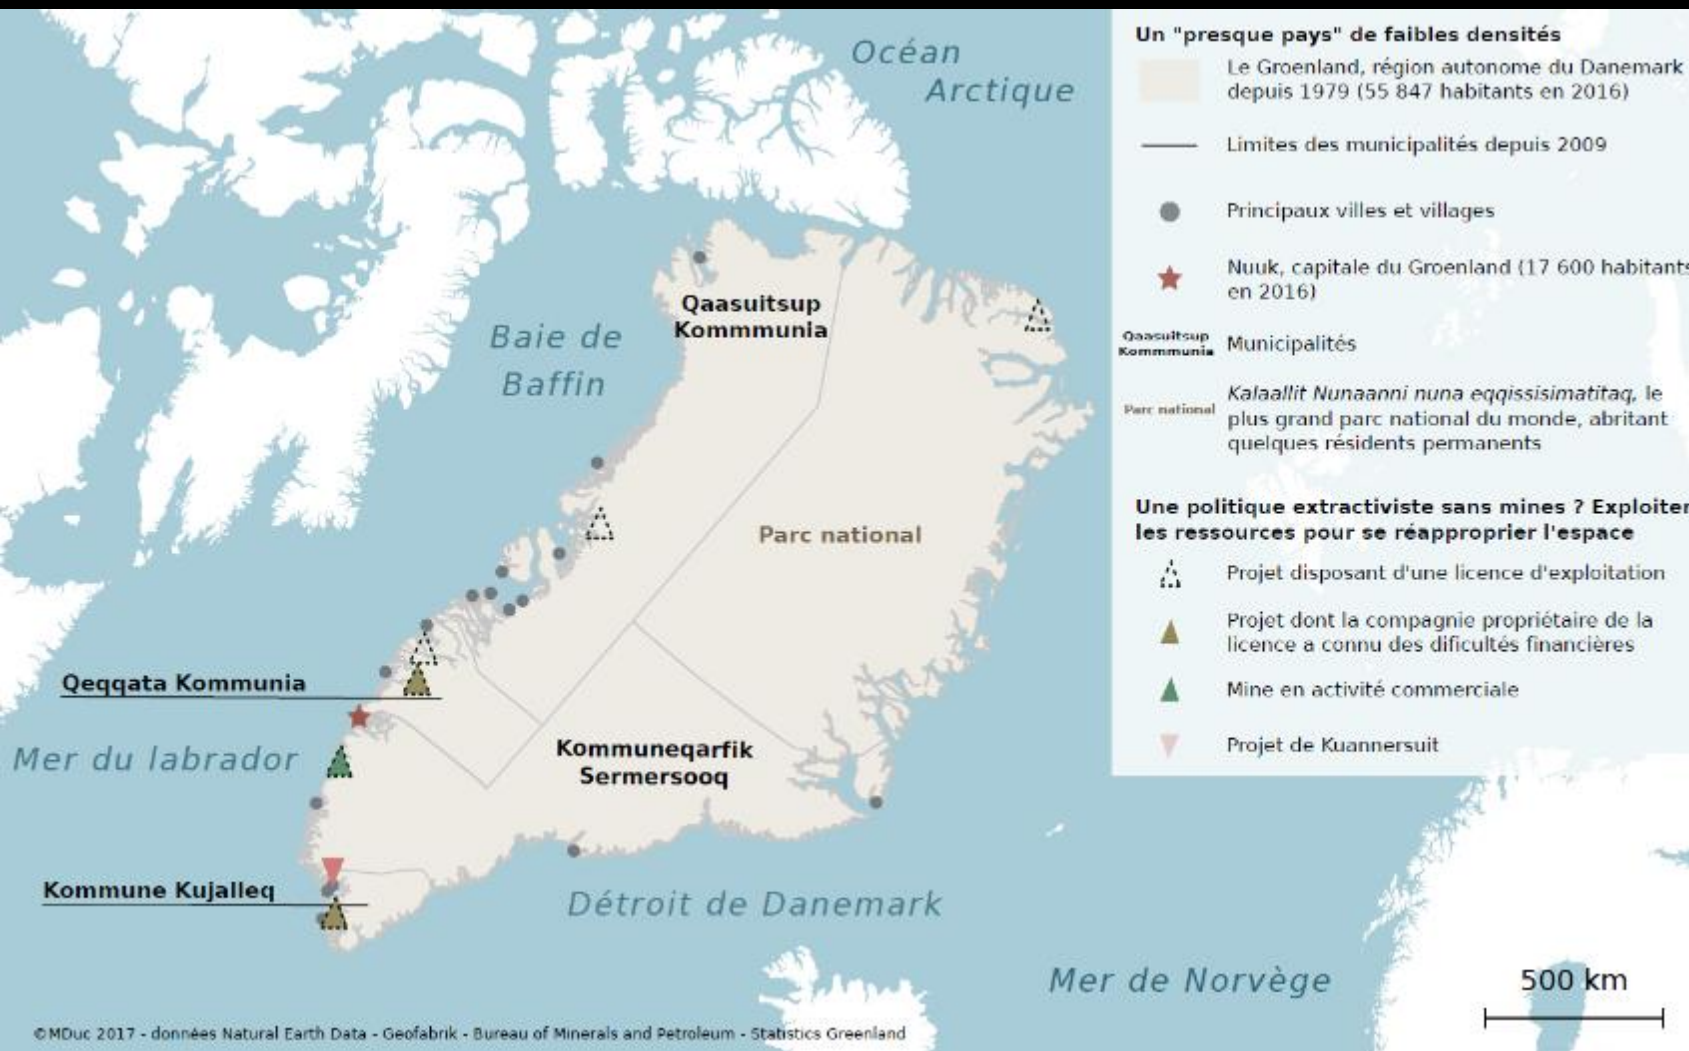 Océan
Arctique
Baie de
Baffin
Qaasuitsup
Kommmunia
Parc national
Qeqqata Kommunia
Mer du labrador
Kommuneqarfik
Sermersooq
Kommune Kujalleq
Détroit de Danemark
Mer de Norvège
500 km
©MDuc 2017 - données Natural Earth Data - Geofabrik - Bureau of Minerals and Petroleum - Statistics Greenland
Un "presque pays" de faibles densités
Le Groenland, région autonome du Danemark
depuis 1979 (55 847 habitants en 2016)
Limites des municipalités depuis 2009
Principaux villes et villages
Nuuk, capitale du Groenland (17 600 habitants
en 2016)
Qaasuitsup
Kommmunia
Municipalités
Parc national
Kalaallit Nunaanni nuna eqqissisimatitaq, le
plus grand parc national du monde, abritant
quelques résidents permanents
Une politique extractiviste sans mines ? Exploiter
les ressources pour se réapproprier l'espace
Projet disposant d'une licence d'exploitation
Projet dont la compagnie propriétaire de la
licence a connu des dificultés financières
Mine en activité commerciale
Projet de Kuannersuit